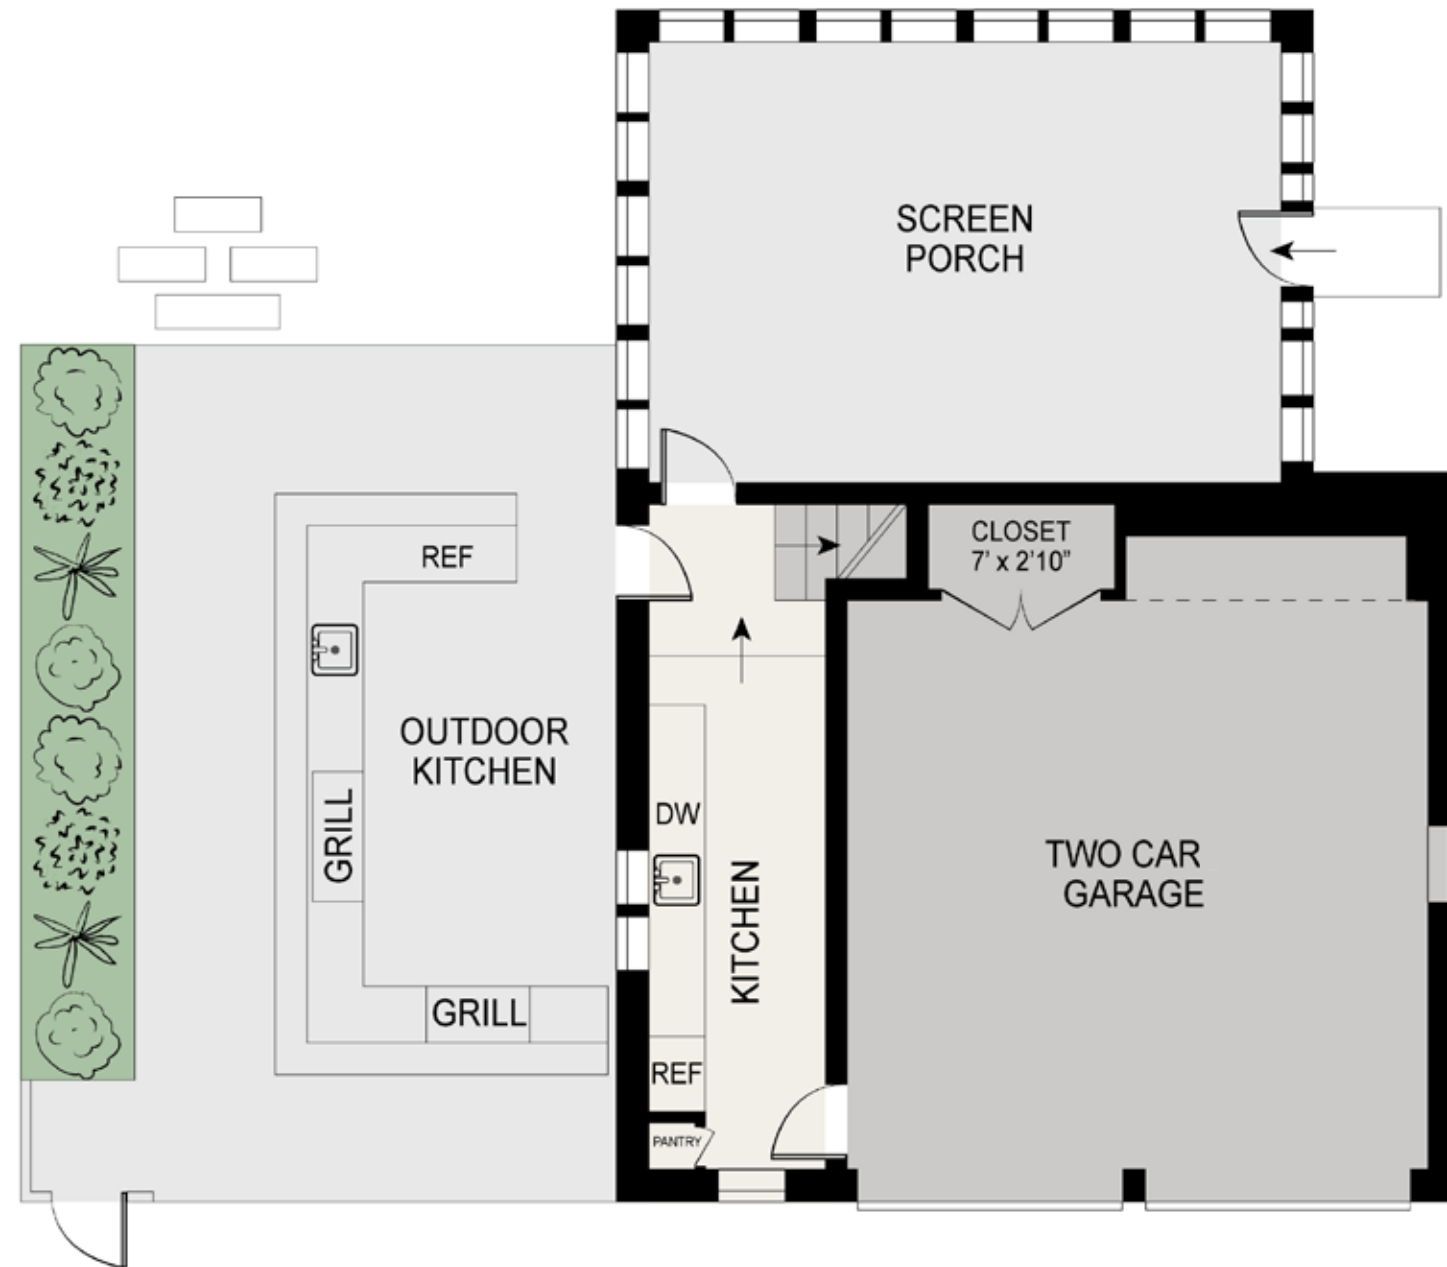 SCREEN
PORCH
CLOSET
7' x 2'10"
REF
OUTDOOR
KITCHEN
GRILL
GRILL
DW
KITCHEN
REF
PANTRY
TWO CAR
GARAGE